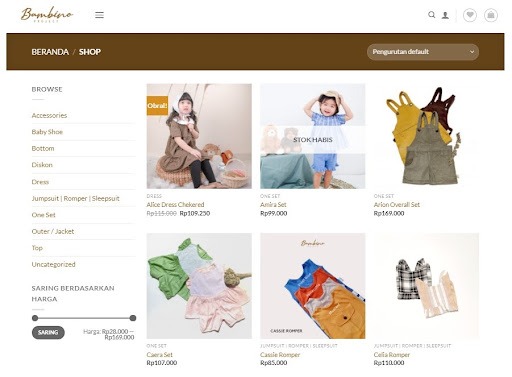 Bambino
PROJECT
BERANDA / SHOP
Pengurutan default
BROWSE
Accessories
Baby Shoe
Bottom
Diskon
Dress
Jumpsuit | Romper | Sleepsuit
One Set
Outer / Jacket
Top
Uncategorized
SARING BERDASARKAN
HARGA
SARING
Harga: Rp28.000 —
Rp169.000
Obral!
DRESS
Alice Dress Chekered
Rp115.000 Rp109.250
STOK HABIS
ONE SET
Amira Set
Rp99.000
ONE SET
Arion Overall Set
Rp169.000
ONE SET
Caera Set
Rp107.000
Bambino
CASSIE ROMPER
JUMPSUIT | ROMPER | SLEEPSUIT
Cassie Romper
Rp85.000
JUMPSUIT | ROMPER | SLEEPSUIT
Celia Romper
Rp110.000